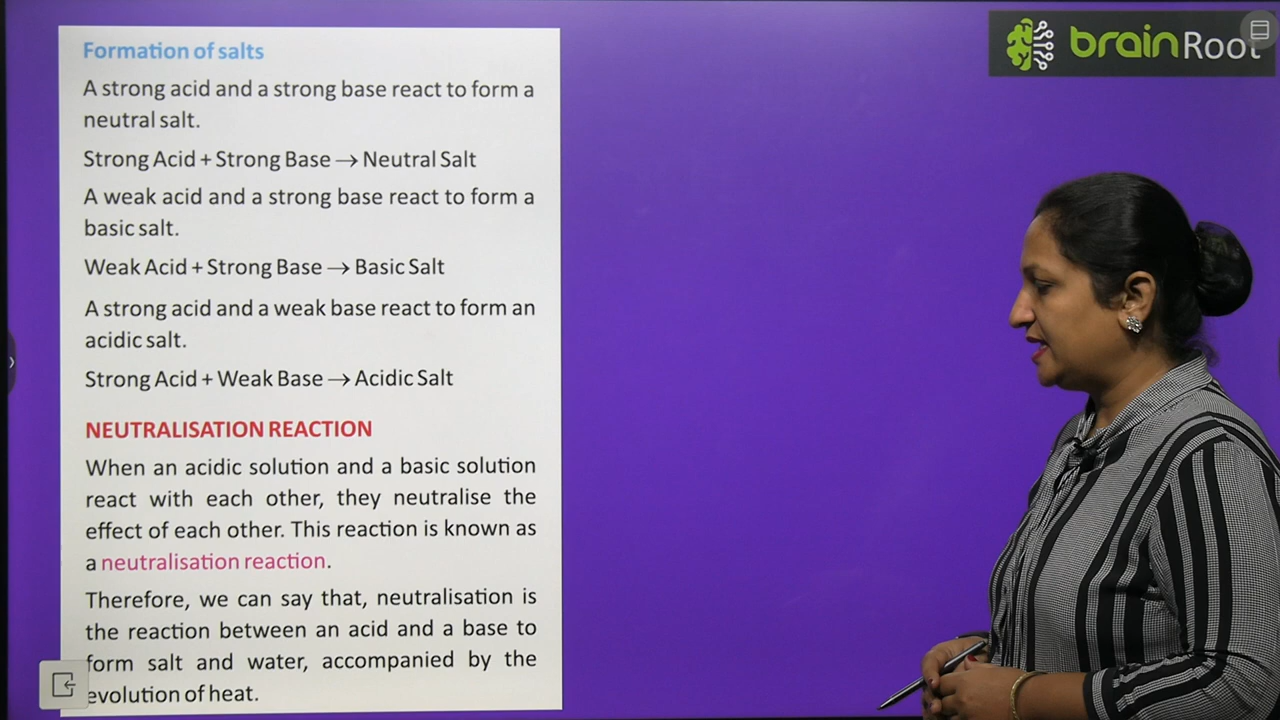 Formation of salts
A strong acid and a strong base react to form a
neutral salt.
Strong Acid + Strong Base → Neutral Salt
A weak acid and a strong base react to form a
basic salt.
Weak Acid + Strong Base → Basic Salt
A strong acid and a weak base react to form an
acidic salt.
Strong Acid + Weak Base → Acidic Salt
NEUTRALISATION REACTION
When an acidic solution and a basic solution
react with each other, they neutralise the
effect of each other. This reaction is known as
a neutralisation reaction.
Therefore, we can say that, neutralisation is
the reaction between an acid and a base to
form salt and water, accompanied by the
evolution of heat.
brain Root